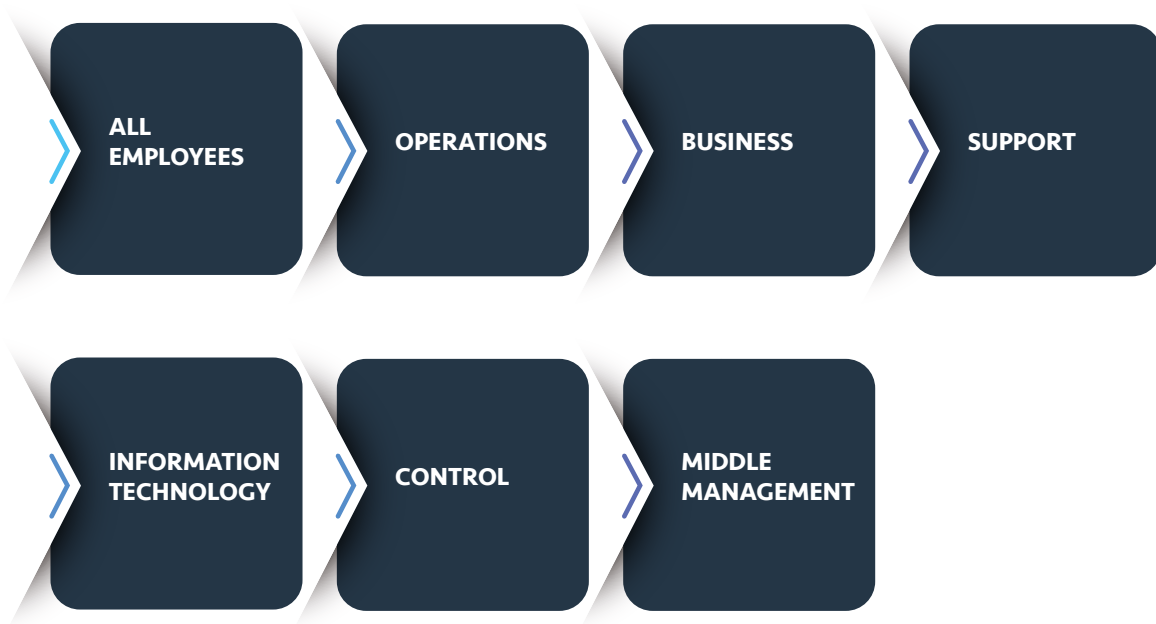 ALL
EMPLOYEES
OPERATIONS
BUSINESS
SUPPORT
INFORMATION
TECHNOLOGY
CONTROL
MIDDLE
MANAGEMENT